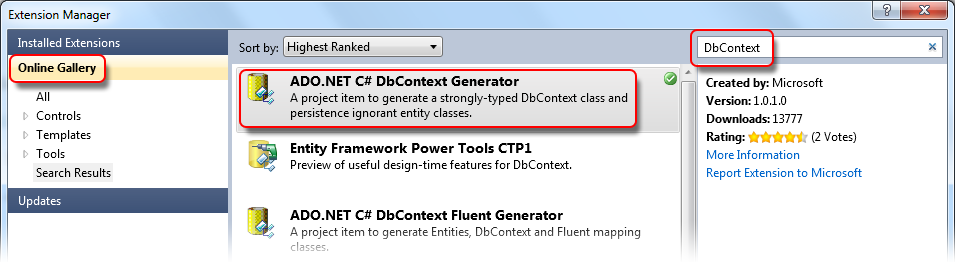 Extension Manager
Installed Extensions
Online Gallery
All
Controls
Templates
Tools
Search Results
Updates
Sort by: Highest Ranked
ADO.NET C# DbContext Generator
A project item to generate a strongly-typed DbContext class and
persistence ignorant entity classes.
Entity Framework Power Tools CTP1
Preview of useful design-time features for DbContext.
ADO.NET C# DbContext Fluent Generator
A project item to generate Entities, DbContext and Fluent mapping
classes.
DbContext
Created by: Microsoft
Version: 1.0.1.0
Downloads: 13777
Rating: (2 Votes)
More Information
Report Extension to Microsoft